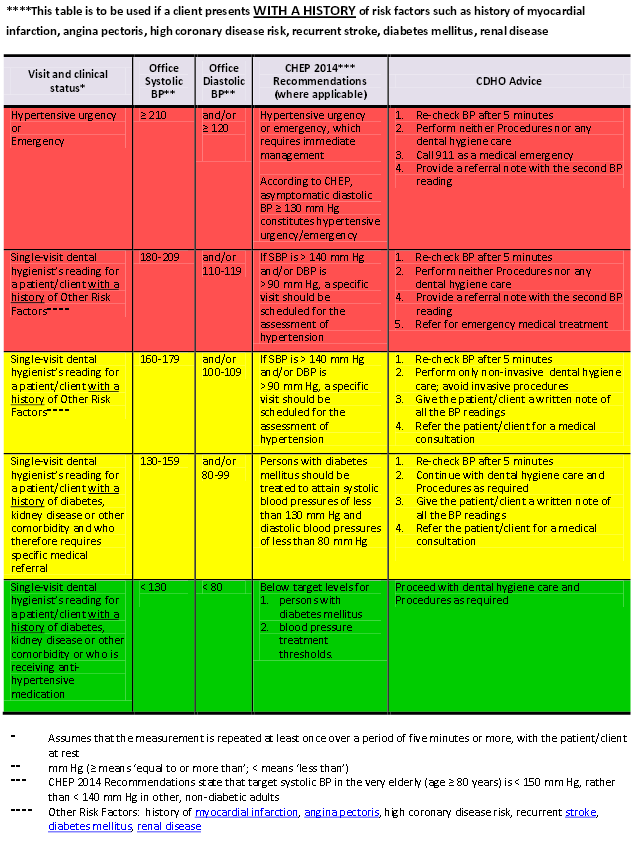 ****This table is to be used if a client presents WITH A HISTORY of risk factors such as history of myocardial
infarction, angina pectoris, high coronary disease risk, recurrent stroke, diabetes mellitus, renal disease
Visit and clinical
status*
Office
Systolic
BP**
Office
Diastolic
BP**
CHEP 2014***
Recommendations
(where applicable)
CDHO Advice
Hypertensive urgency
or
Emergency
≥ 210
and/or
≥ 120
Hypertensive urgency
or emergency, which
requires immediate
management
According to CHEP,
asymptomatic diastolic
BP ≥ 130 mm Hg
constitutes hypertensive
urgency/emergency
1. Re-check BP after 5 minutes
2. Perform neither Procedures nor any
dental hygiene care
3. Call 911 as a medical emergency
4. Provide a referral note with the second BP
reading
Single-visit dental
hygienist's reading for
a patient/client with a
history of Other Risk
Factors----
180-209
and/or
110-119
If SBP is > 140 mm Hg
and/or DBP is
>90 mm Hg, a specific
visit should be
scheduled for the
assessment of
hypertension
1. Re-check BP after 5 minutes
2. Perform neither Procedures nor any
dental hygiene care
4. Provide a referral note with the second BP
reading
5. Refer for emergency medical treatment
Single-visit dental
hygienist's reading for
a patient/client with a
history of Other Risk
Factors----
160-179
and/or
100-109
If SBP is > 140 mm Hg
and/or DBP is
>90 mm Hg, a specific
visit should be
scheduled for the
assessment of
hypertension
1. Re-check BP after 5 minutes
2. Perform only non-invasive dental hygiene
care; avoid invasive procedures
3. Give the patient/client a written note of
all the BP readings
4. Refer the patient/client for a medical
consultation
Single-visit dental
hygienist's reading for
a patient/client with a
history of diabetes,
kidney disease or other
comorbidity and who
therefore requires
specific medical
referral
130-159
and/or
80-99
Persons with diabetes
mellitus should be
treated to attain systolic
blood pressures of less
than 130 mm Hg and
diastolic blood pressures
of less than 80 mm Hg
1. Re-check BP after 5 minutes
2. Continue with dental hygiene care and
Procedures as required
3. Give the patient/client a written note of
all the BP readings
4. Refer the patient/client for a medical
consultation
Single-visit dental
hygienist's reading for
a patient/client with a
history of diabetes,
kidney disease or other
comorbidity or who is
receiving anti-
hypertensive
medication
< 130
< 80
Below target levels for
1. persons with
diabetes mellitus
2. blood pressure
treatment
thresholds.
Proceed with dental hygiene care and
Procedures as required
- Assumes that the measurement is repeated at least once over a period of five minutes or more, with the patient/client
at rest
-- mm Hg (≥ means 'equal to or more than'; < means 'less than')
--- CHEP 2014 Recommendations state that target systolic BP in the very elderly (age ≥ 80 years) is < 150 mm Hg, rather
than < 140 mm Hg in other, non-diabetic adults
---- Other Risk Factors: history of myocardial infarction, angina pectoris, high coronary disease risk, recurrent stroke,
diabetes mellitus, renal disease